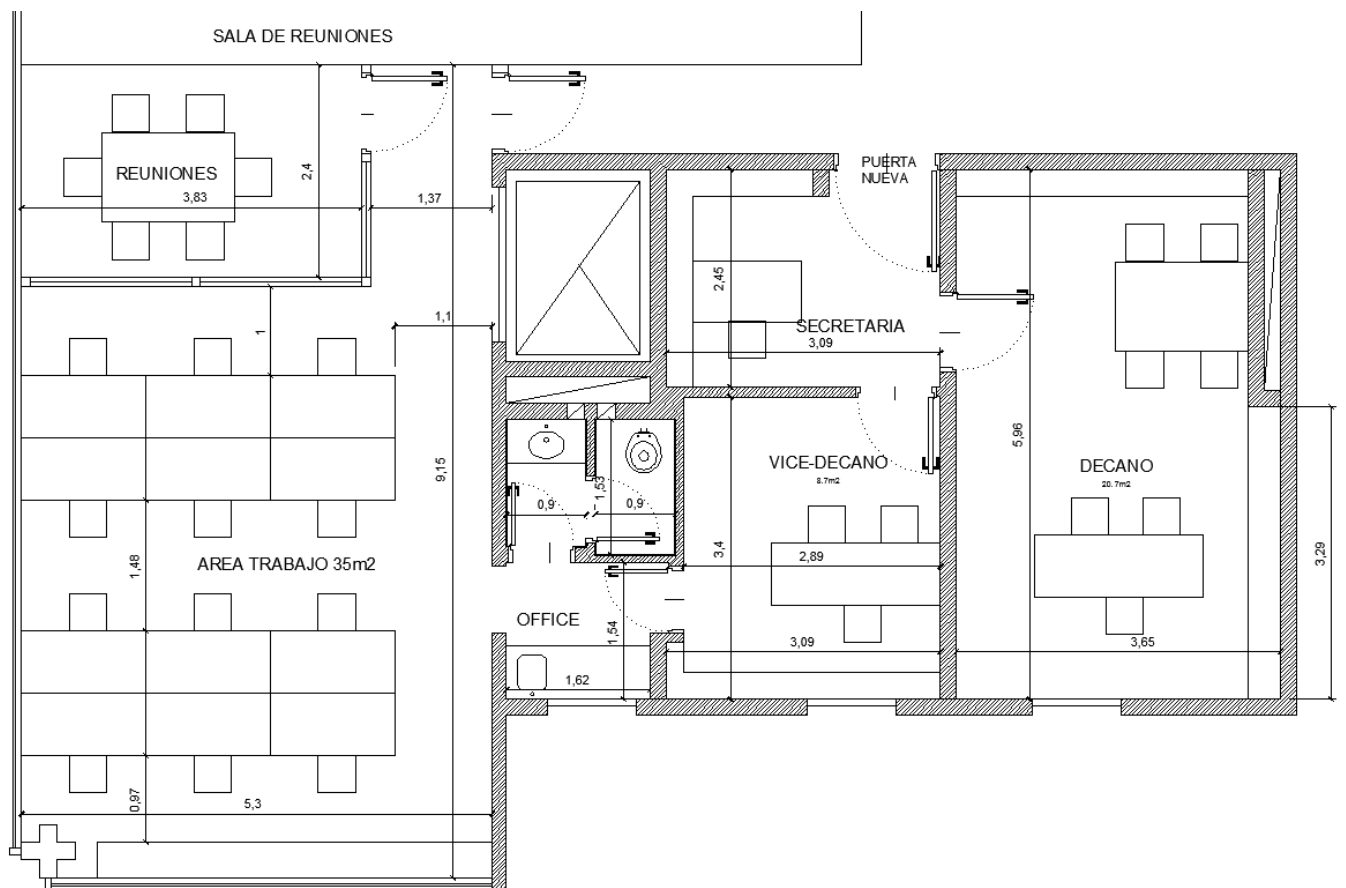 SALA DE REUNIONES
REUNIONES
3,83
2,4
1,37
PUERTA
NUEVA
2,45
1
1,1
SECRETARIA
3,09
5,96
9,15
VICE-DECANO
8.7m2
DECANO
20.7m2
1,53
0,9
0,9
1,48
AREA TRABAJO 35m2
3,4
2,89
3,29
OFFICE
1,54
3,09
3,65
1,62
0,97
5,3